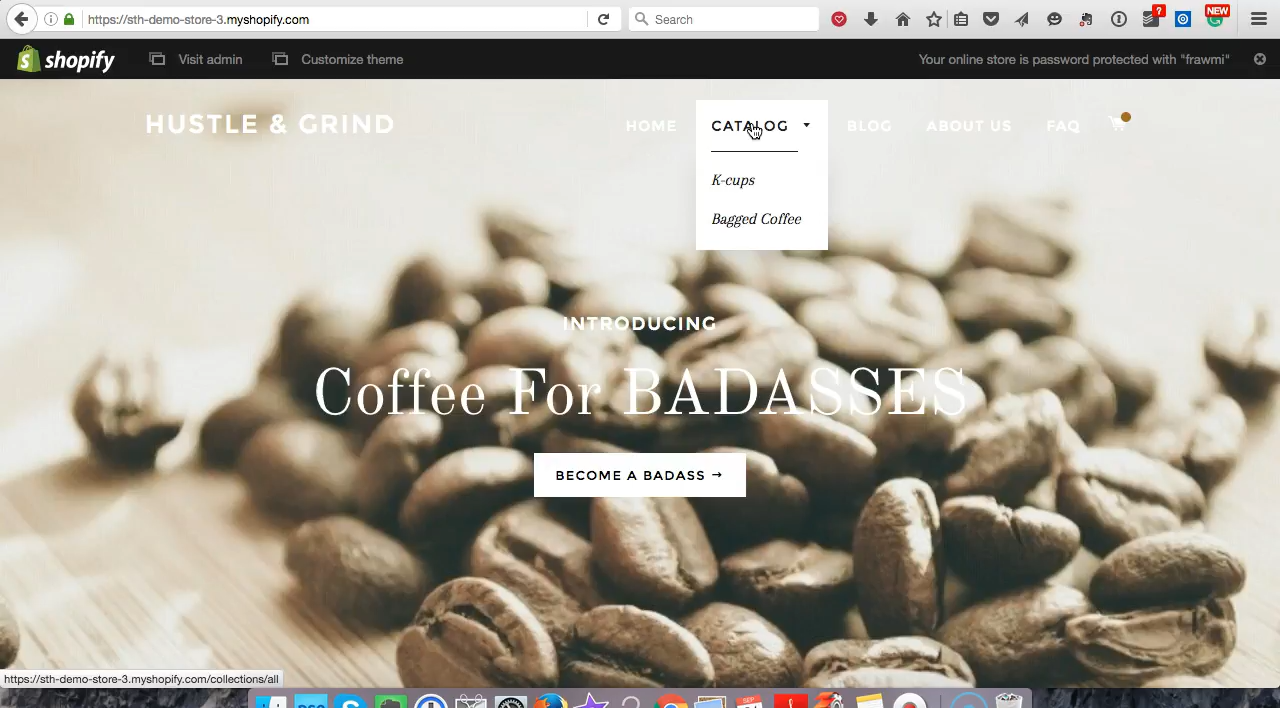 https://sth-demo-store-3.myshopify.com
Search
?
NEW
shopify
Visit admin
Customize theme
Your online store is password protected with "frawmi"
HUSTLE & GRIND
HOME
CATALOG
BLOG
ABOUT US
FAQ
K-cups
Bagged Coffee
INTRODUCING
Coffee For BADASSES
BECOME A BADASS →
https://sth-demo-store-3.myshopify.com/collections/all